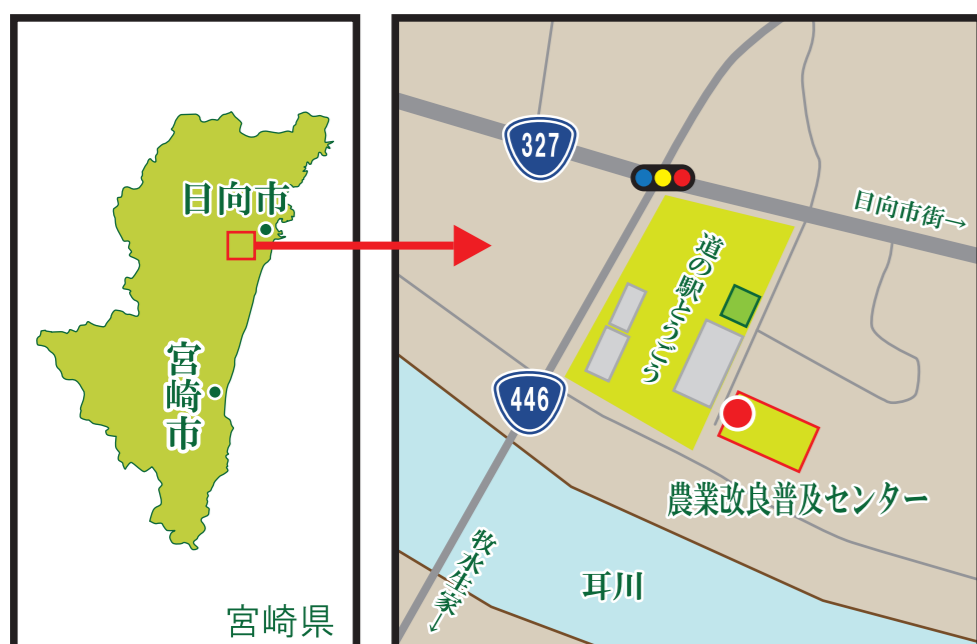 日向市
宮崎市
宮崎県
327
日向市街→
道の駅とうごう
446
農業改良普及センター
牧水生家→
耳川